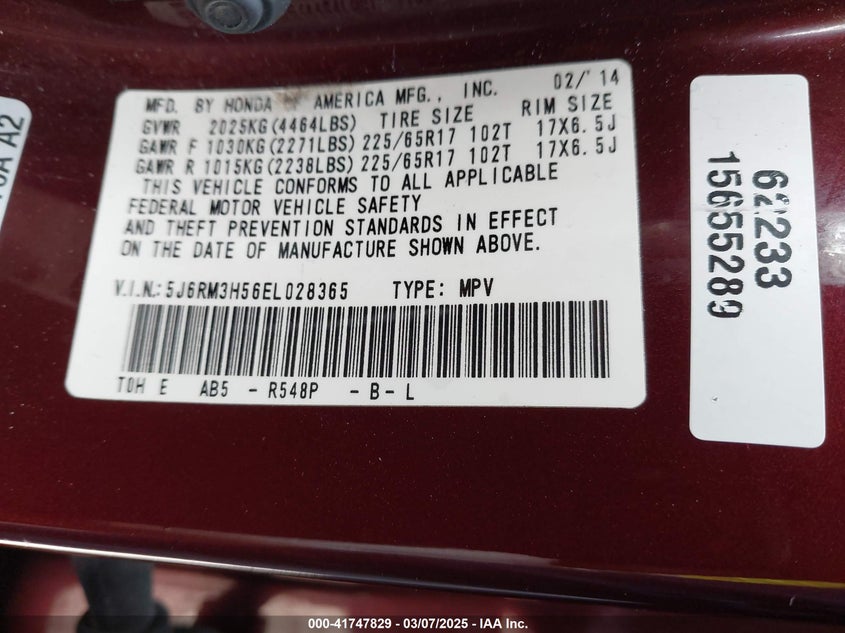 MFD. BY HONDA OF AMERICA MFG., INC. 02/'14
GVWR 2025KG(4464LBS) TIRE SIZE RIM SIZE
GAWR F 1030KG(2271LBS) 225/65R17 102T 17X6.5J
GAWR R 1015KG(2238LBS) 225/65R17 102T 17X6.5J
THIS VEHICLE CONFORMS TO ALL APPLICABLE
FEDERAL MOTOR VEHICLE SAFETY
AND THEFT PREVENTION STANDARDS IN EFFECT
ON THE DATE OF MANUFACTURE SHOWN ABOVE.
V.I.N.: 5J6RM3H56EL028365 TYPE: MPV
T0H E AB5 - R548P - B - L
A2
62233
15655289
000-41747829 — 03/07/2025 — IAA Inc.